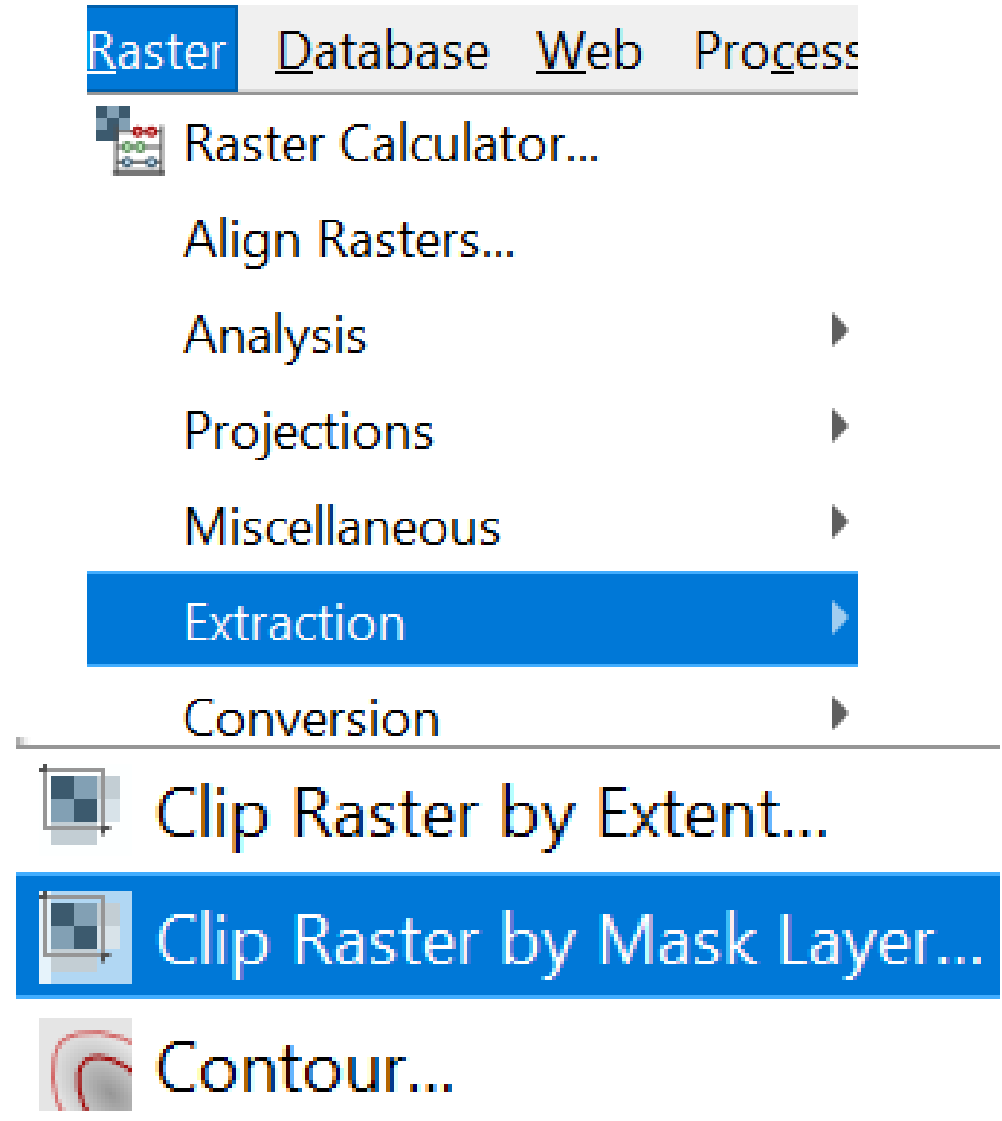 Raster Database Web Process
Raster Calculator...
Align Rasters...
Analysis
Projections
Miscellaneous
Extraction
Conversion
Clip Raster by Extent...
Clip Raster by Mask Layer...
Contour...